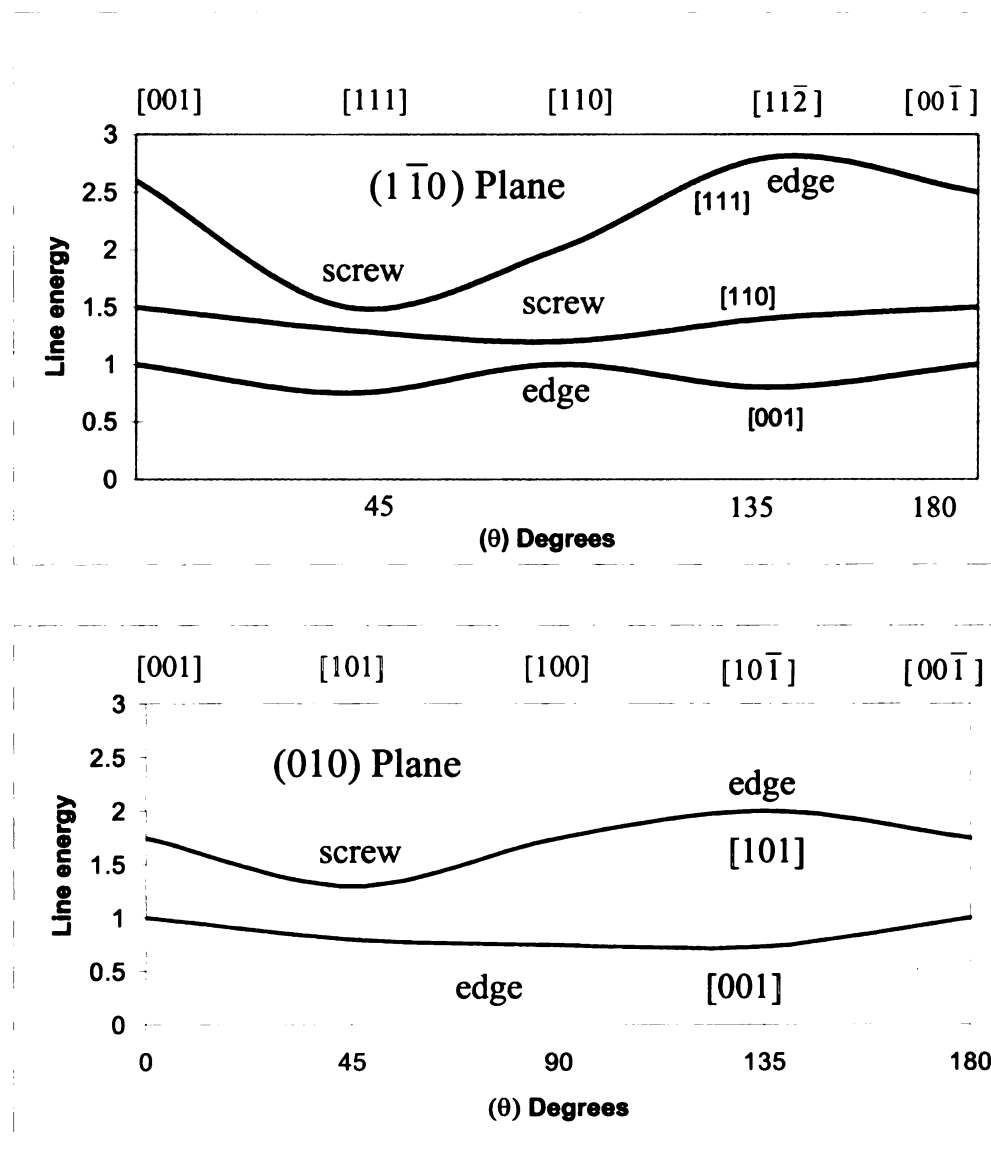 [001] [111] [110] [112̅] [001̅]
3
(11̅0) Plane
edge
2.5
[111]
2
screw
screw
[110]
1.5
1
edge
[001]
0.5
0
Line energy
45 135 180
(θ) Degrees
[001] [101] [100] [101̅] [001̅]
3
(010) Plane
2.5
edge
2
screw
[101]
1.5
1
edge [001]
0.5
0
Line energy
0 45 90 135 180
(θ) Degrees